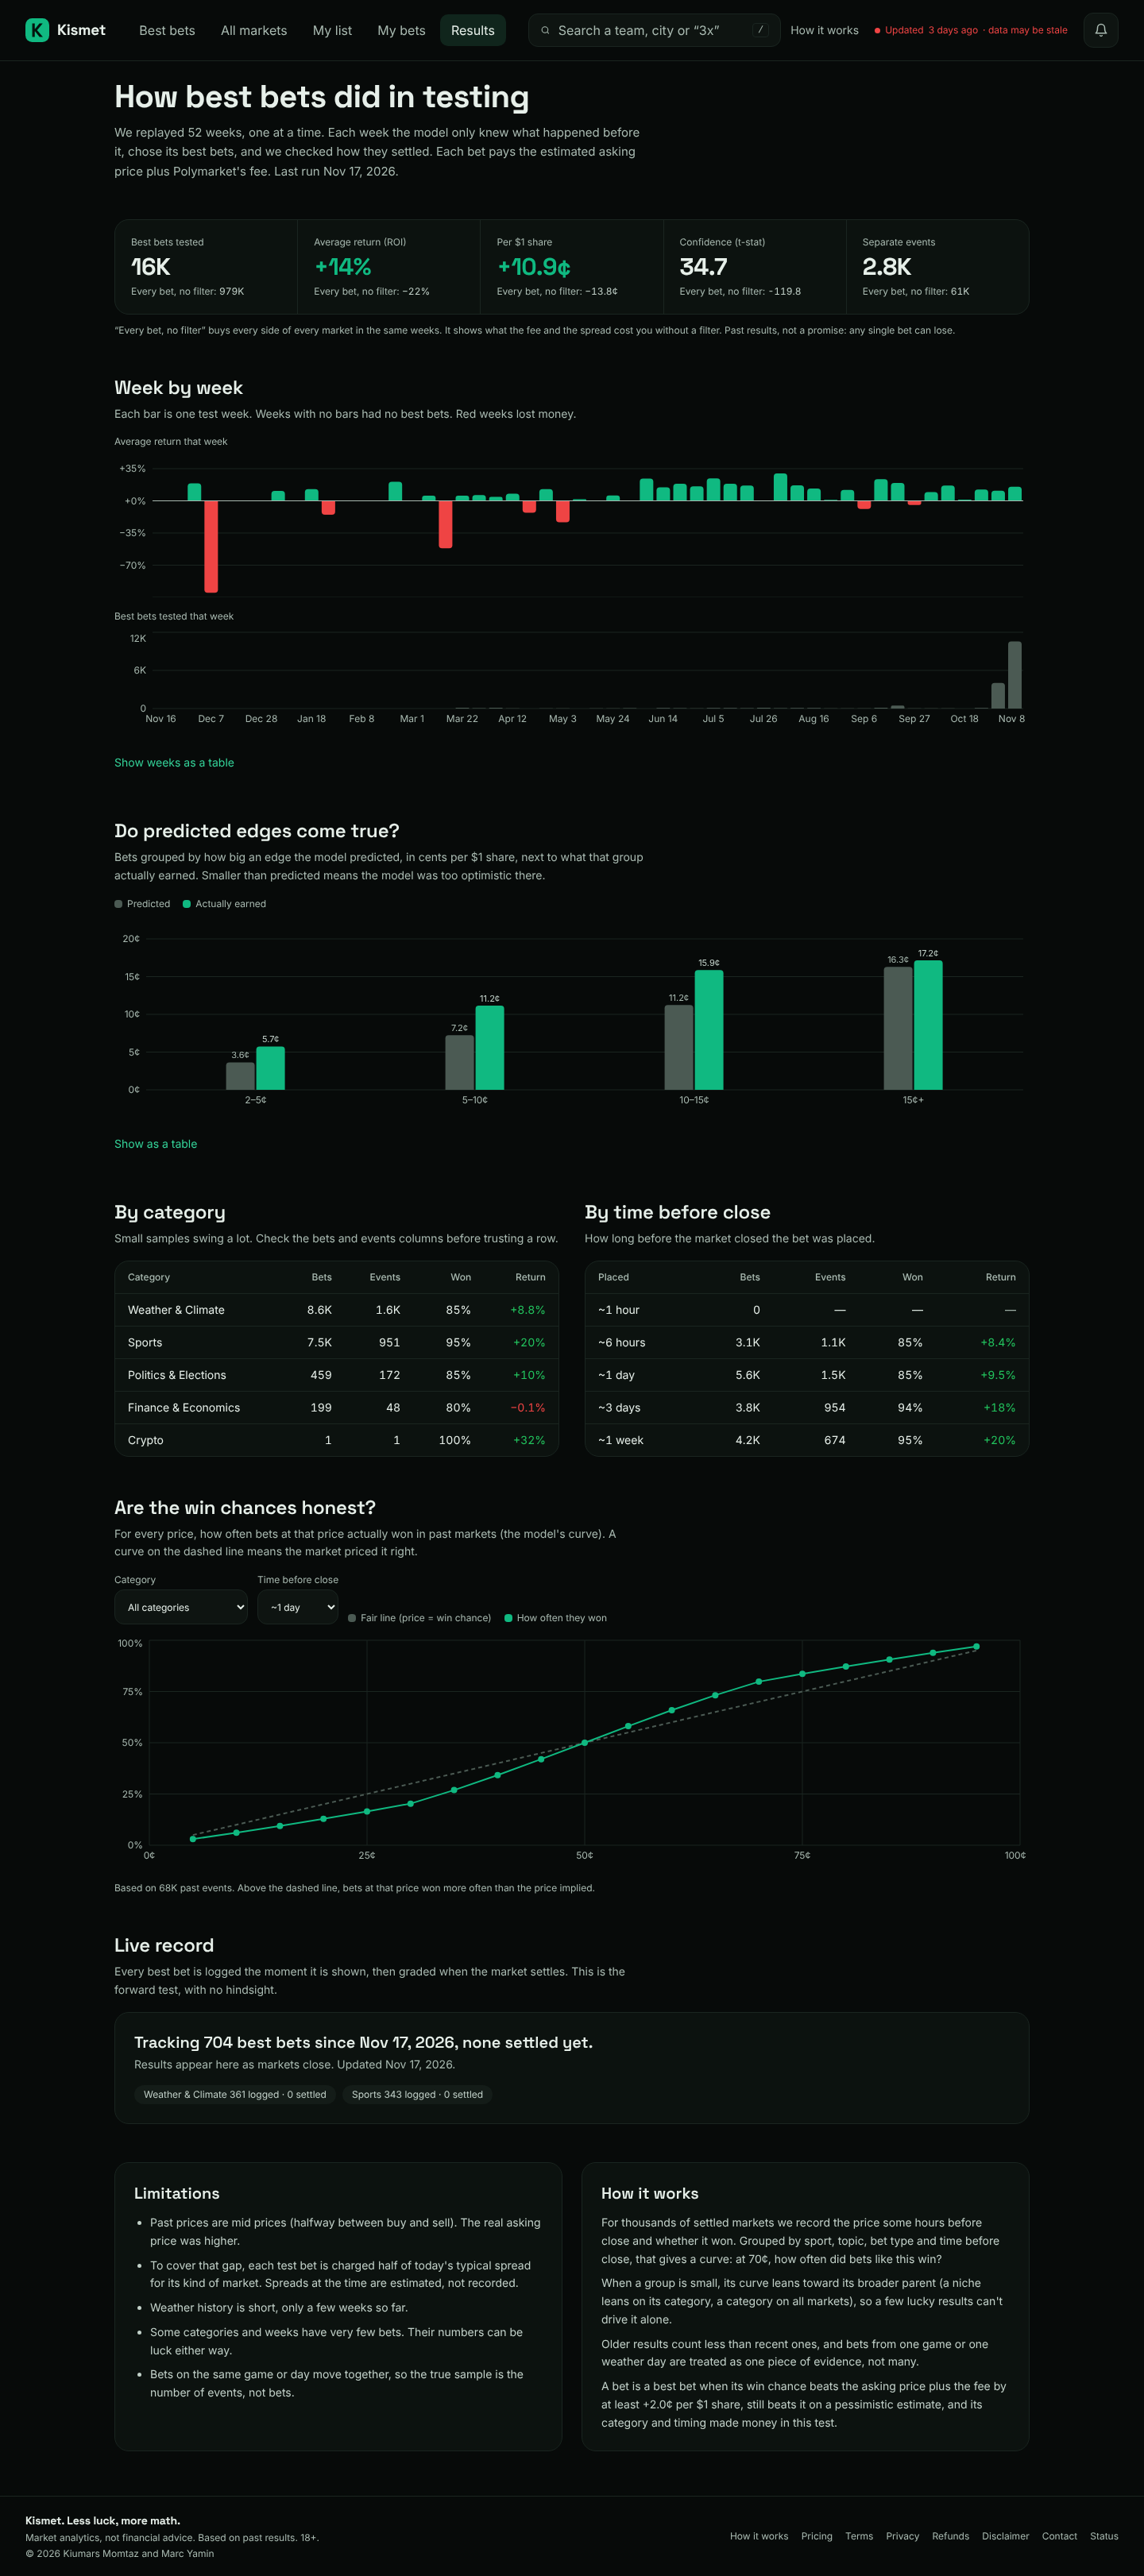 Kismet
Best bets
All markets
My list
My bets
Results
Search a team, city or “3x”
/
How it works
Updated 3 days ago · data may be stale
How best bets did in testing
We replayed 52 weeks, one at a time. Each week the model only knew what happened before
it, chose its best bets, and we checked how they settled. Each bet pays the estimated asking
price plus Polymarket's fee. Last run Nov 17, 2026.
Best bets tested
16K
Every bet, no filter: 979K
Average return (ROI)
+14%
Every bet, no filter: −22%
Per $1 share
+10.9¢
Every bet, no filter: −13.8¢
Confidence (t-stat)
34.7
Every bet, no filter: -119.8
Separate events
2.8K
Every bet, no filter: 61K
“Every bet, no filter” buys every side of every market in the same weeks. It shows what the fee and the spread cost you without a filter. Past results, not a promise: any single bet can lose.
Week by week
Each bar is one test week. Weeks with no bars had no best bets. Red weeks lost money.
Average return that week
+35%
+0%
−35%
−70%
Best bets tested that week
12K
6K
0
Nov 16 Dec 7 Dec 28 Jan 18 Feb 8 Mar 1 Mar 22 Apr 12 May 3 May 24 Jun 14 Jul 5 Jul 26 Aug 16 Sep 6 Sep 27 Oct 18 Nov 8
Show weeks as a table
Do predicted edges come true?
Bets grouped by how big an edge the model predicted, in cents per $1 share, next to what that group
actually earned. Smaller than predicted means the model was too optimistic there.
Predicted Actually earned
20¢
15¢
10¢
5¢
0¢
3.6¢ 5.7¢
7.2¢ 11.2¢
11.2¢ 15.9¢
16.3¢ 17.2¢
2–5¢ 5–10¢ 10–15¢ 15¢+
Show as a table
By category
Small samples swing a lot. Check the bets and events columns before trusting a row.
Category Bets Events Won Return
Weather & Climate 8.6K 1.6K 85% +8.8%
Sports 7.5K 951 95% +20%
Politics & Elections 459 172 85% +10%
Finance & Economics 199 48 80% −0.1%
Crypto 1 1 100% +32%
By time before close
How long before the market closed the bet was placed.
Placed Bets Events Won Return
~1 hour 0 — — —
~6 hours 3.1K 1.1K 85% +8.4%
~1 day 5.6K 1.5K 85% +9.5%
~3 days 3.8K 954 94% +18%
~1 week 4.2K 674 95% +20%
Are the win chances honest?
For every price, how often bets at that price actually won in past markets (the model's curve). A
curve on the dashed line means the market priced it right.
Category
All categories
Time before close
~1 day
Fair line (price = win chance) How often they won
100%
75%
50%
25%
0%
0¢ 25¢ 50¢ 75¢ 100¢
Based on 68K past events. Above the dashed line, bets at that price won more often than the price implied.
Live record
Every best bet is logged the moment it is shown, then graded when the market settles. This is the
forward test, with no hindsight.
Tracking 704 best bets since Nov 17, 2026, none settled yet.
Results appear here as markets close. Updated Nov 17, 2026.
Weather & Climate 361 logged · 0 settled
Sports 343 logged · 0 settled
Limitations
• Past prices are mid prices (halfway between buy and sell). The real asking
price was higher.
• To cover that gap, each test bet is charged half of today's typical spread
for its kind of market. Spreads at the time are estimated, not recorded.
• Weather history is short, only a few weeks so far.
• Some categories and weeks have very few bets. Their numbers can be
luck either way.
• Bets on the same game or day move together, so the true sample is the
number of events, not bets.
How it works
For thousands of settled markets we record the price some hours before
close and whether it won. Grouped by sport, topic, bet type and time before
close, that gives a curve: at 70¢, how often did bets like this win?
When a group is small, its curve leans toward its broader parent (a niche
leans on its category, a category on all markets), so a few lucky results can't
drive it alone.
Older results count less than recent ones, and bets from one game or one
weather day are treated as one piece of evidence, not many.
A bet is a best bet when its win chance beats the asking price plus the fee by
at least +2.0¢ per $1 share, still beats it on a pessimistic estimate, and its
category and timing made money in this test.
Kismet. Less luck, more math.
Market analytics, not financial advice. Based on past results. 18+.
© 2026 Kiumars Momtaz and Marc Yamin
How it works Pricing Terms Privacy Refunds Disclaimer Contact Status